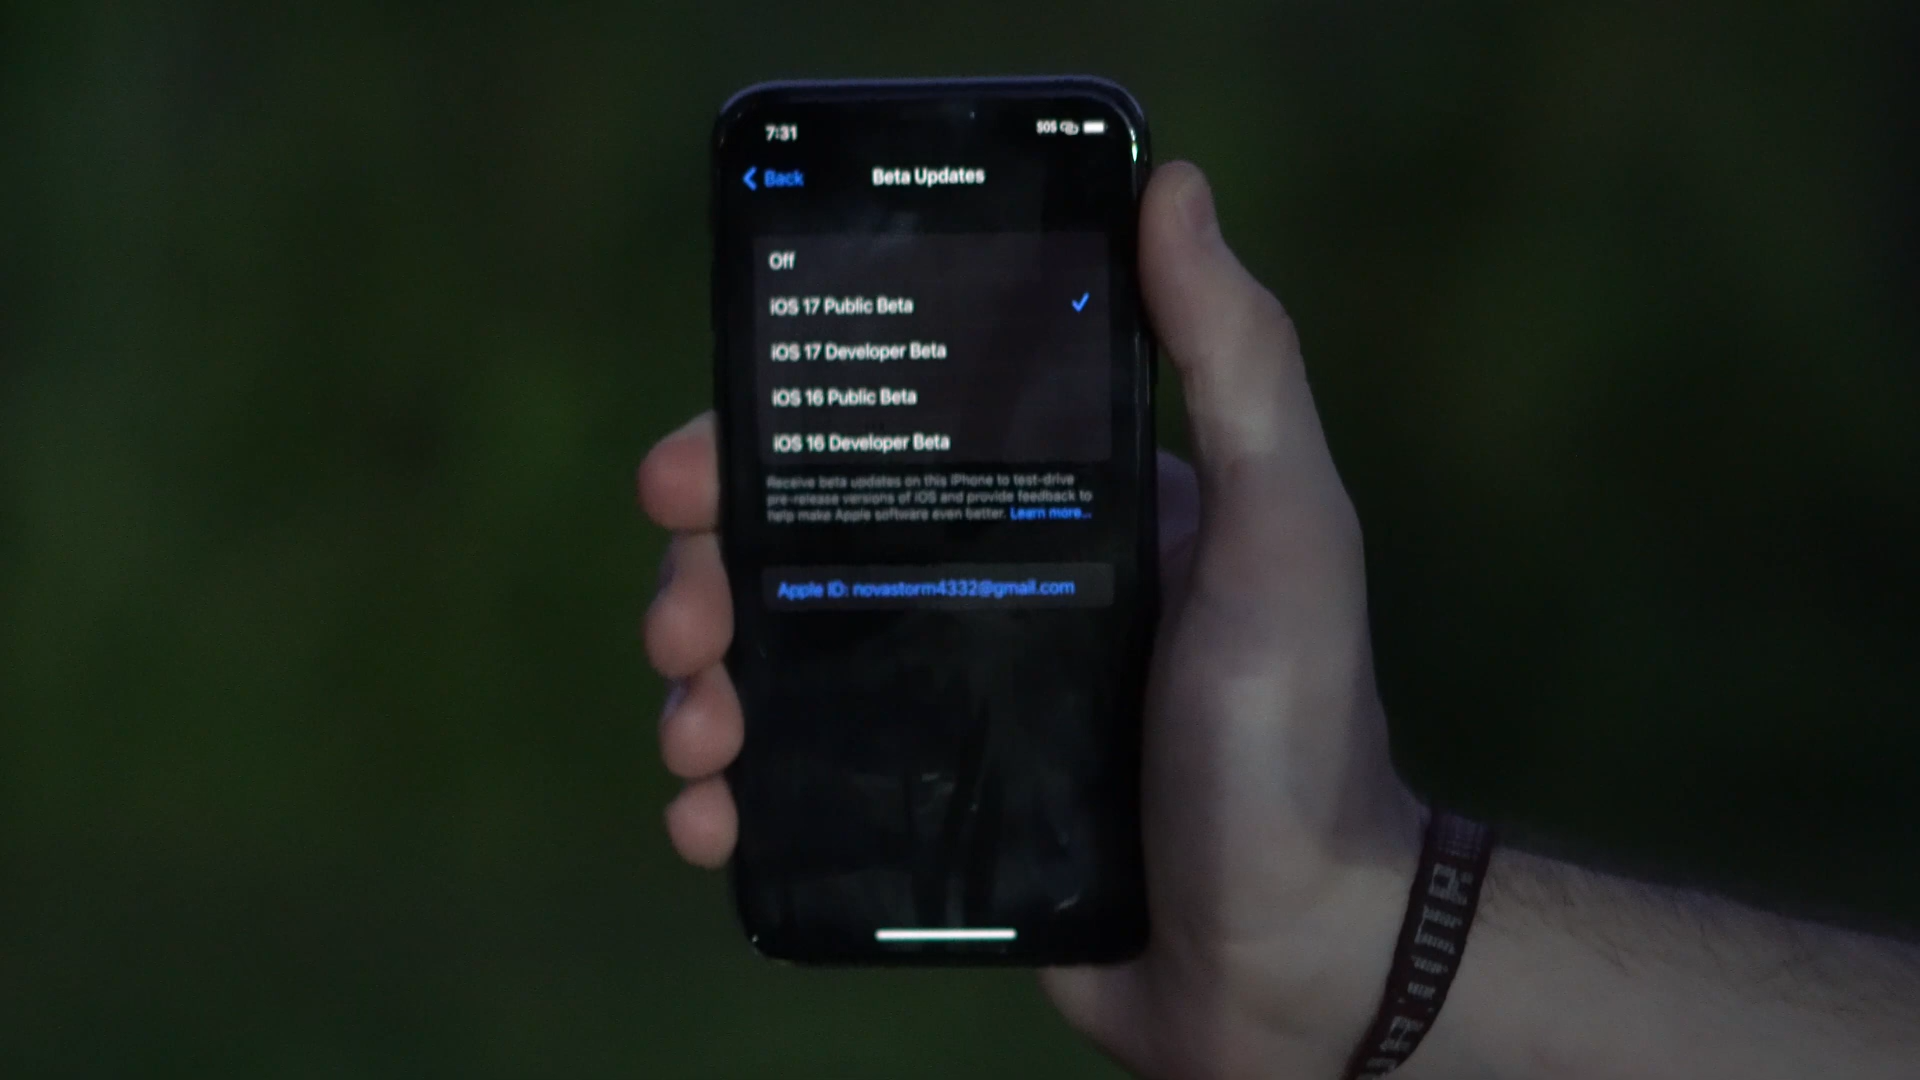 7:31
SOS
Back
Beta Updates
Off
iOS 17 Public Beta
iOS 17 Developer Beta
iOS 16 Public Beta
iOS 16 Developer Beta
Receive beta updates on this iPhone to test-drive
pre-release versions of iOS and provide feedback to
help make Apple software even better. Learn more...
Apple ID: novastorm4332@gmail.com